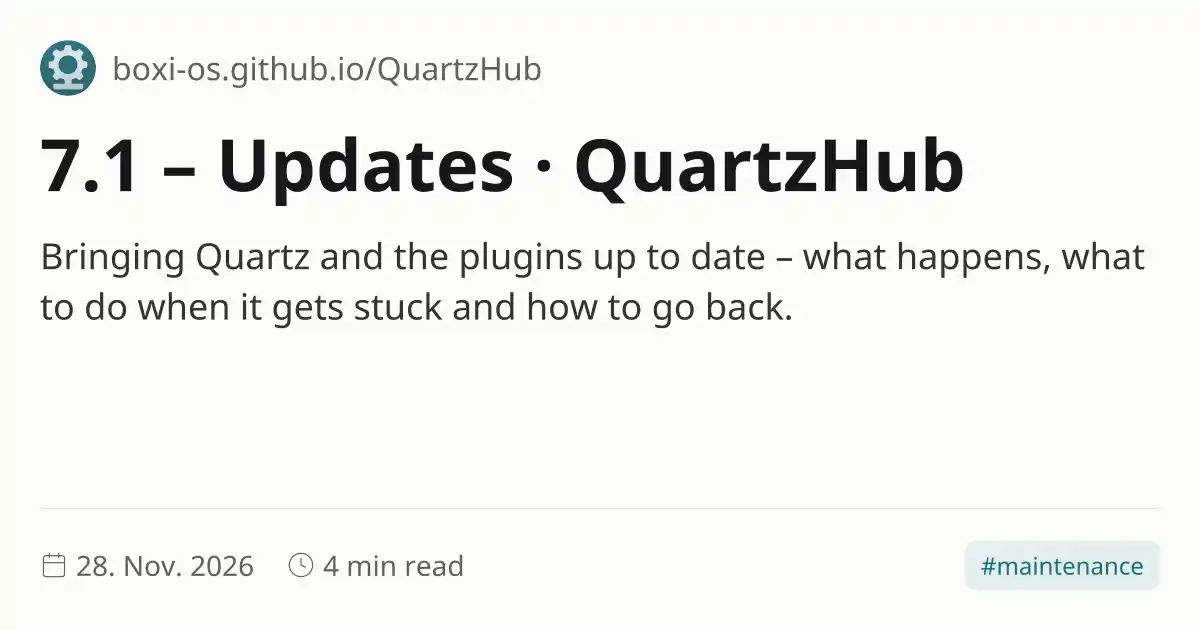 boxi-os.github.io/QuartzHub
7.1 – Updates · QuartzHub
Bringing Quartz and the plugins up to date – what happens, what
to do when it gets stuck and how to go back.
28. Nov. 2026 4 min read #maintenance